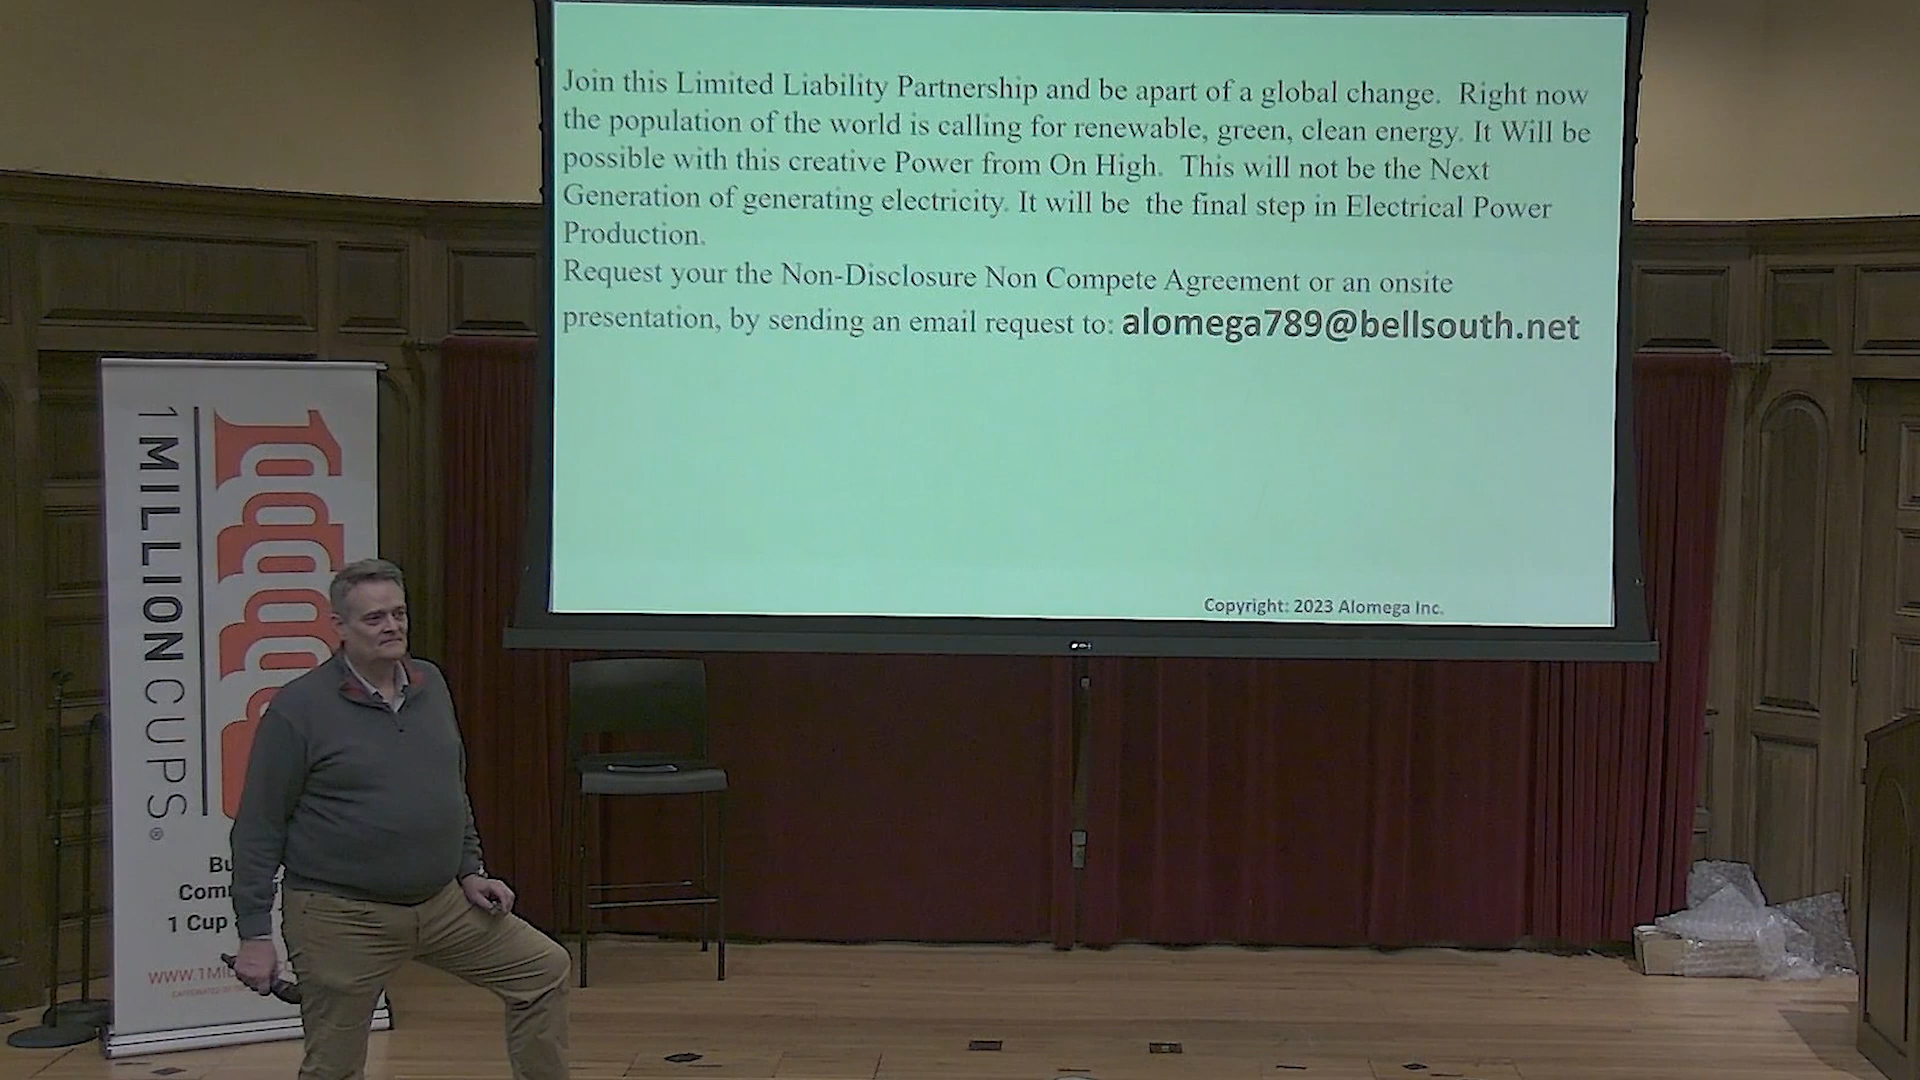 Join this Limited Liability Partnership and be apart of a global change. Right now
the population of the world is calling for renewable, green, clean energy. It Will be
possible with this creative Power from On High. This will not be the Next
Generation of generating electricity. It will be the final step in Electrical Power
Production.
Request your the Non-Disclosure Non Compete Agreement or an onsite
presentation, by sending an email request to: alomega789@bellsouth.net
Copyright: 2023 Alomega Inc.
1 MILLION CUPS®
Bu
Com
1 Cup
WWW.1MIL